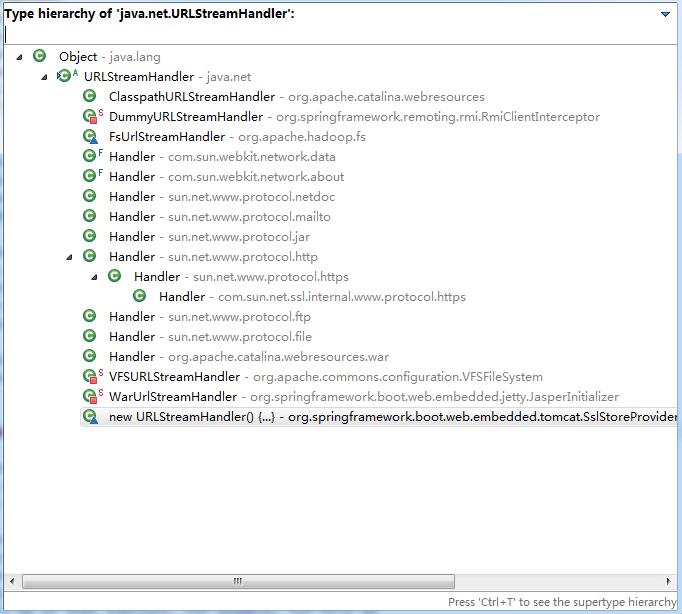 Type hierarchy of 'java.net.URLStreamHandler':
Object - java.lang
URLStreamHandler - java.net
ClasspathURLStreamHandler - org.apache.catalina.webresources
DummyURLStreamHandler - org.springframework.remoting.rmi.RmiClientInterceptor
FsUrlStreamHandler - org.apache.hadoop.fs
Handler - com.sun.webkit.network.data
Handler - com.sun.webkit.network.about
Handler - sun.net.www.protocol.netdoc
Handler - sun.net.www.protocol.mailto
Handler - sun.net.www.protocol.jar
Handler - sun.net.www.protocol.http
Handler - sun.net.www.protocol.https
Handler - com.sun.net.ssl.internal.www.protocol.https
Handler - sun.net.www.protocol.ftp
Handler - sun.net.www.protocol.file
Handler - org.apache.catalina.webresources.war
VFSURLStreamHandler - org.apache.commons.configuration.VFSFileSystem
WarUrlStreamHandler - org.springframework.boot.web.embedded.jetty.JasperInitializer
new URLStreamHandler() {...} - org.springframework.boot.web.embedded.tomcat.SslStoreProvider
Press 'Ctrl+T' to see the supertype hierarchy